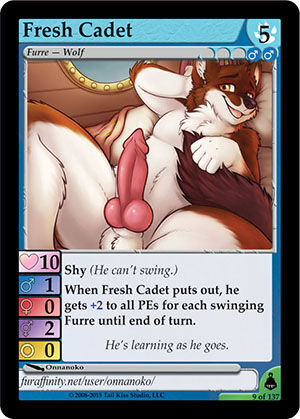 Fresh Cadet
5
Furre — Wolf
10
1
0
2
0
Shy (He can't swing.)
When Fresh Cadet puts out, he
gets +2 to all PEs for each swinging
Furre until end of turn.
He's learning as he goes.
Onnanoko
furaffinity.net/user/onnanoko/
© 2008-2015 Tail Kiss Studio, LLC
9 of 137